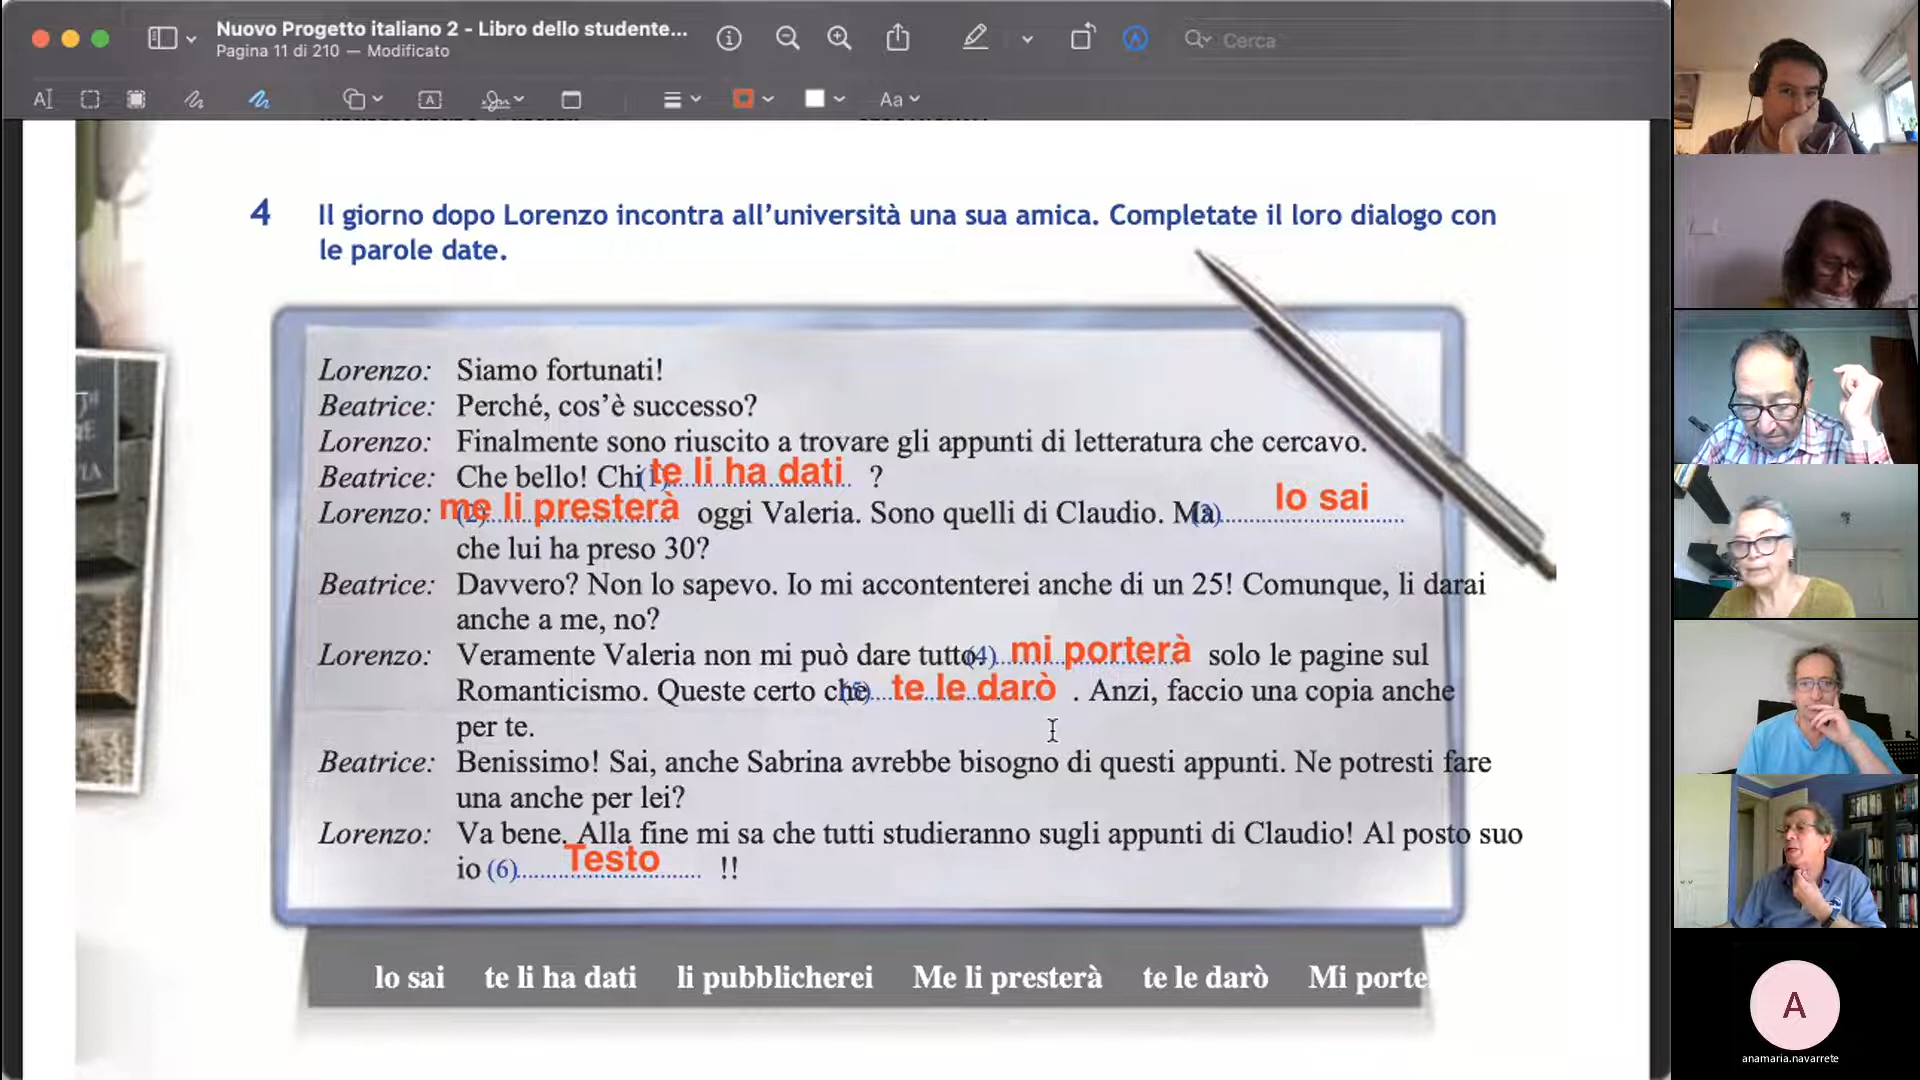 Nuovo Progetto italiano 2 - Libro dello studente...
Pagina 11 di 210 — Modificato
Cerca
Aa
4 Il giorno dopo Lorenzo incontra all'università una sua amica. Completate il loro dialogo con
le parole date.
Lorenzo: Siamo fortunati!
Beatrice: Perché, cos'è successo?
Lorenzo: Finalmente sono riuscito a trovare gli appunti di letteratura che cercavo.
Beatrice: Che bello! Chi (1) te li ha dati ?
Lorenzo: (2) me li presterà oggi Valeria. Sono quelli di Claudio. Ma (3) lo sai
che lui ha preso 30?
Beatrice: Davvero? Non lo sapevo. Io mi accontenterei anche di un 25! Comunque, li darai
anche a me, no?
Lorenzo: Veramente Valeria non mi può dare tutto. (4) mi porterà solo le pagine sul
Romanticismo. Queste certo che (5) te le darò . Anzi, faccio una copia anche
per te.
Beatrice: Benissimo! Sai, anche Sabrina avrebbe bisogno di questi appunti. Ne potresti fare
una anche per lei?
Lorenzo: Va bene. Alla fine mi sa che tutti studieranno sugli appunti di Claudio! Al posto suo
io (6) Testo !!
lo sai te li ha dati li pubblicherei Me li presterà te le darò Mi porte
A
anamaria.navarrete